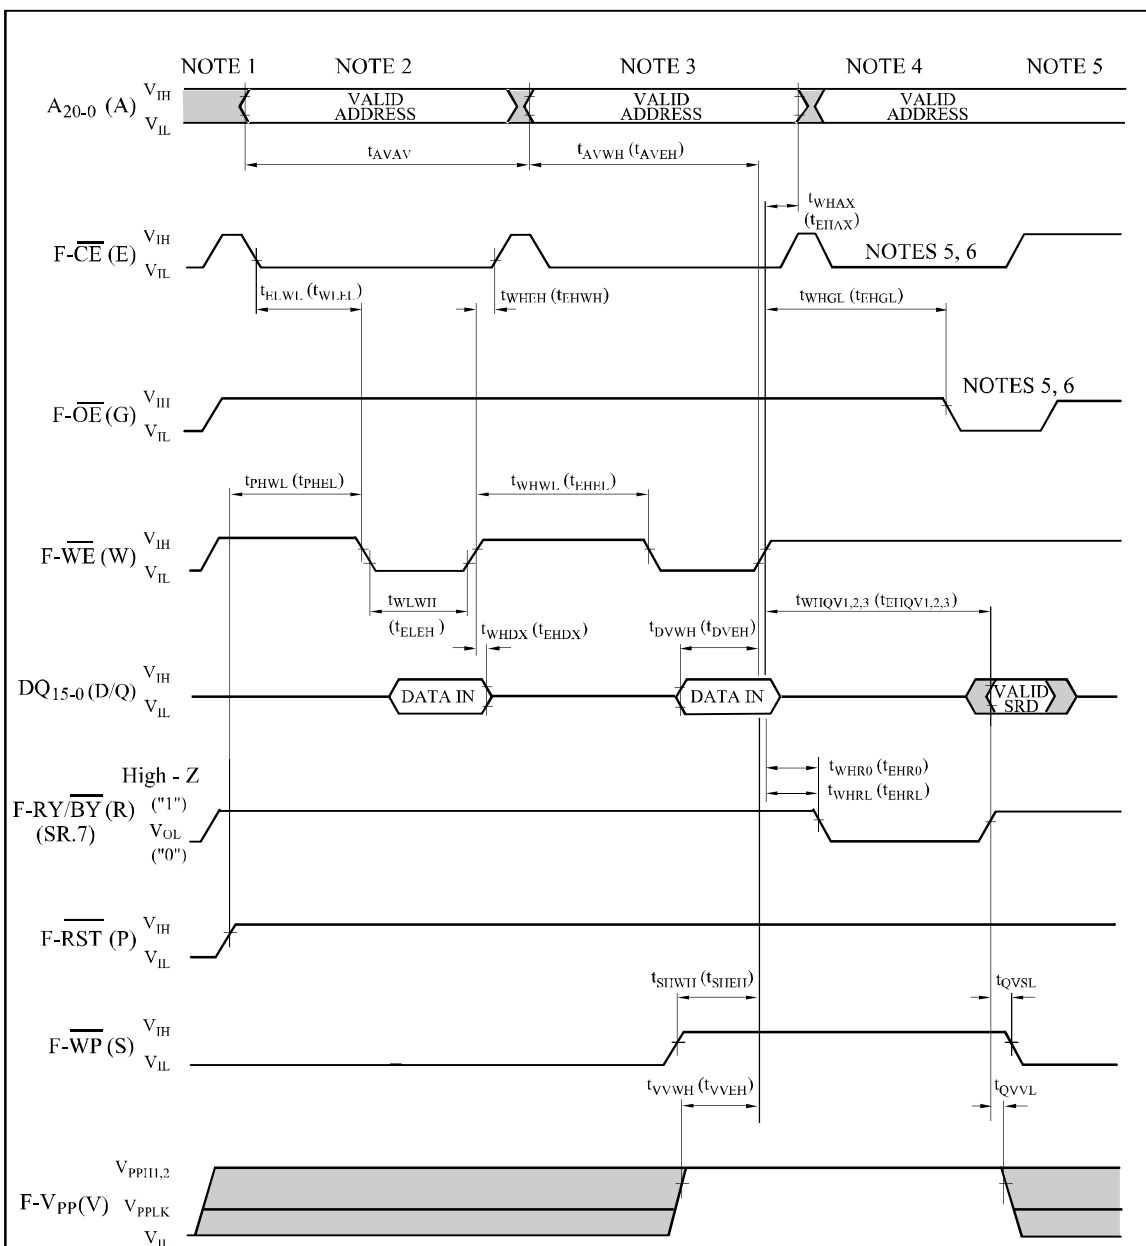 NOTE 1 NOTE 2 NOTE 3 NOTE 4 NOTE 5
A20-0 (A) VIH VIL
VALID ADDRESS VALID ADDRESS VALID ADDRESS
tAVAV tAVWH (tAVEH)
tWHAX
(tEHAX)
F-CE (E) VIH VIL
NOTES 5, 6
tELWL (tWLEL) tWHEH (tEHWH) tWHGL (tEHGL)
F-OE (G) VIH VIL
NOTES 5, 6
tPHWL (tPHEL) tWHWL (tEHEL)
F-WE (W) VIH VIL
tWLWH
(tELEH)
tWHDX (tEHDX) tDVWH (tDVEH) tWHQV1,2,3 (tEHQV1,2,3)
DQ15-0 (D/Q) VIH VIL
DATA IN DATA IN VALID SRD
High - Z
("1")
F-RY/BY (R)
(SR.7)
VOL
("0")
tWHR0 (tEHR0)
tWHRL (tEHRL)
F-RST (P) VIH VIL
tSHWH (tSHEH) tQVSL
F-WP (S) VIH VIL
tVVWH (tVVEH) tQVVL
F-VPP (V) VPPH1,2
VPPLK
VIL